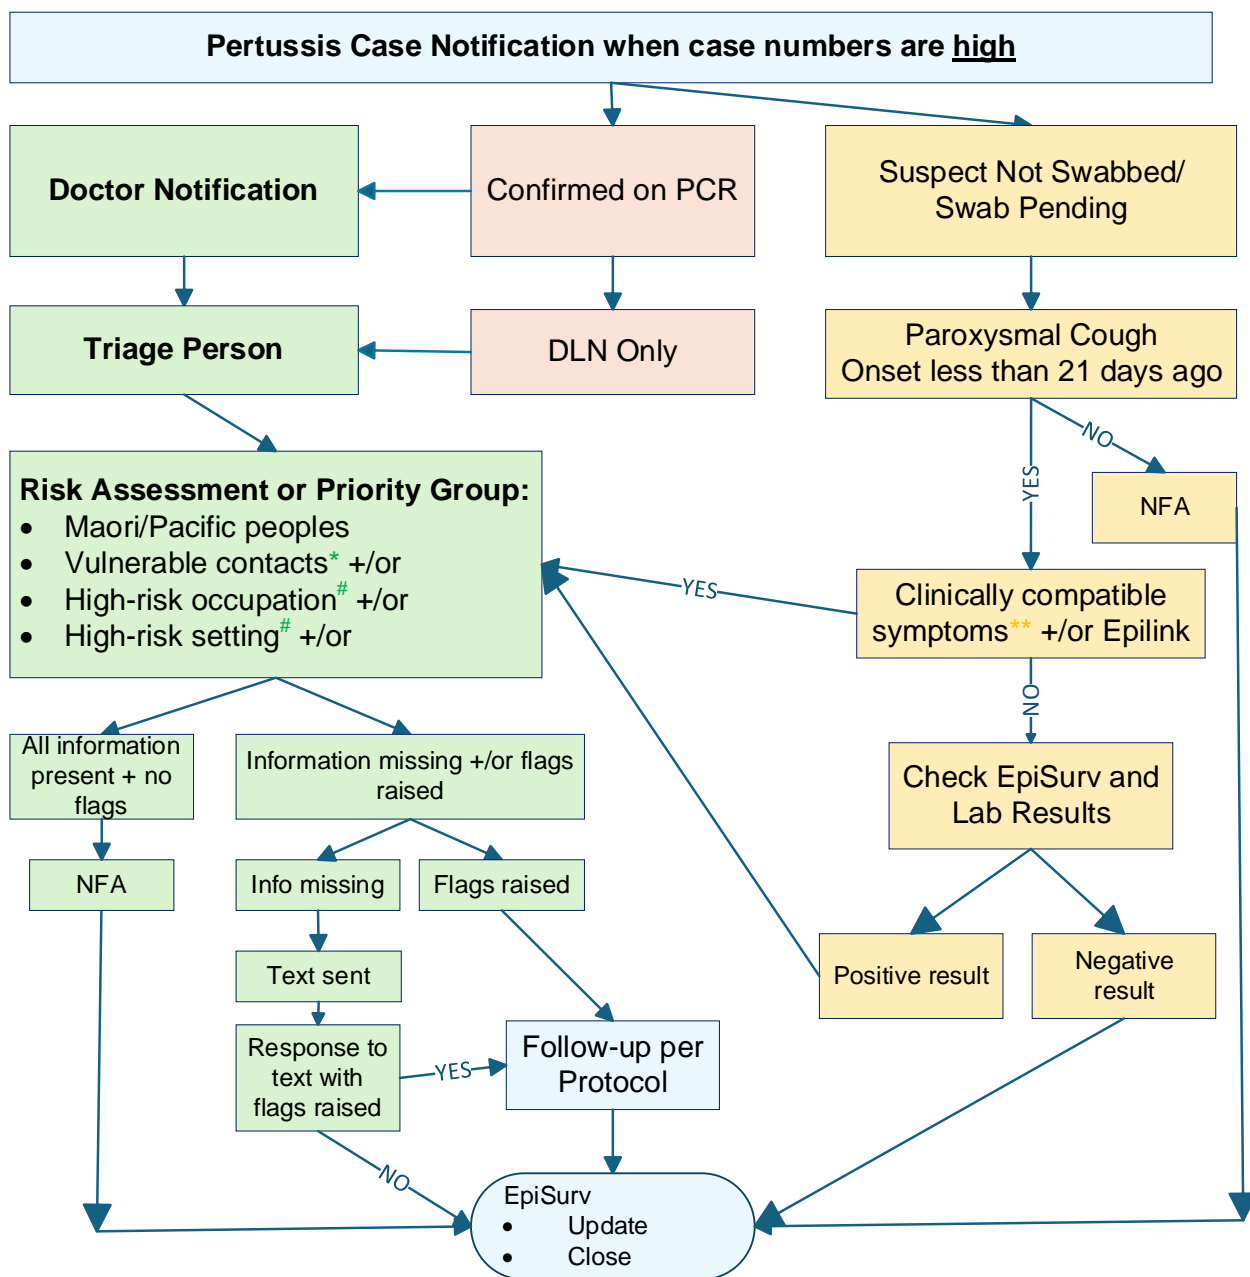 Pertussis Case Notification when case numbers are high
Doctor Notification
Confirmed on PCR
Suspect Not Swabbed/
Swab Pending
Triage Person
DLN Only
Paroxysmal Cough
Onset less than 21 days ago
NO
YES
NFA
Risk Assessment or Priority Group:
• Maori/Pacific peoples
• Vulnerable contacts* +/or
• High-risk occupation# +/or
• High-risk setting# +/or
YES
Clinically compatible
symptoms** +/or Epilink
NO
All information
present + no
flags
Information missing +/or flags
raised
Check EpiSurv and
Lab Results
NFA
Info missing
Flags raised
Text sent
Positive result
Negative
result
Response to
text with
flags raised
YES
Follow-up per
Protocol
NO
EpiSurv
• Update
• Close